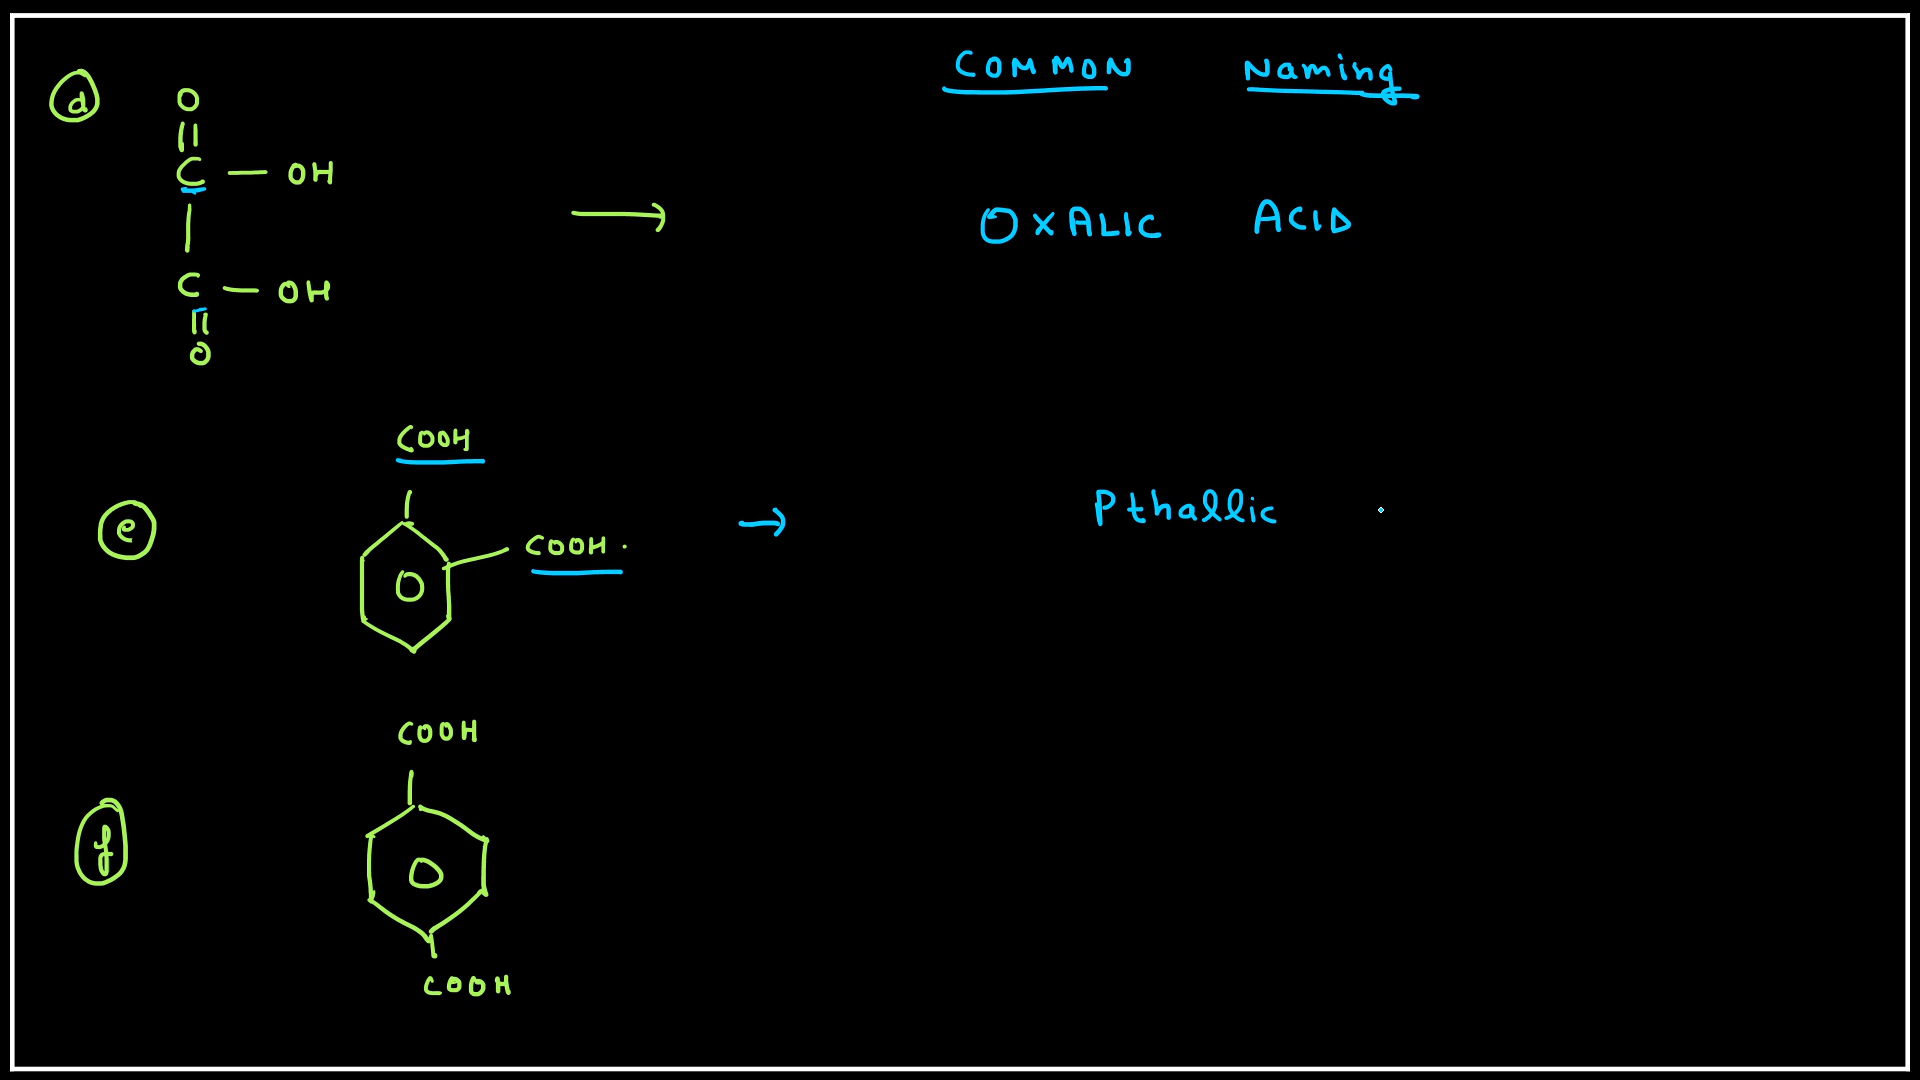 COMMON Naming
d
O
C — OH
C — OH
O
→ OXALIC ACID
COOH
e
COOH.
O
→ Pthallic
COOH
f
O
COOH